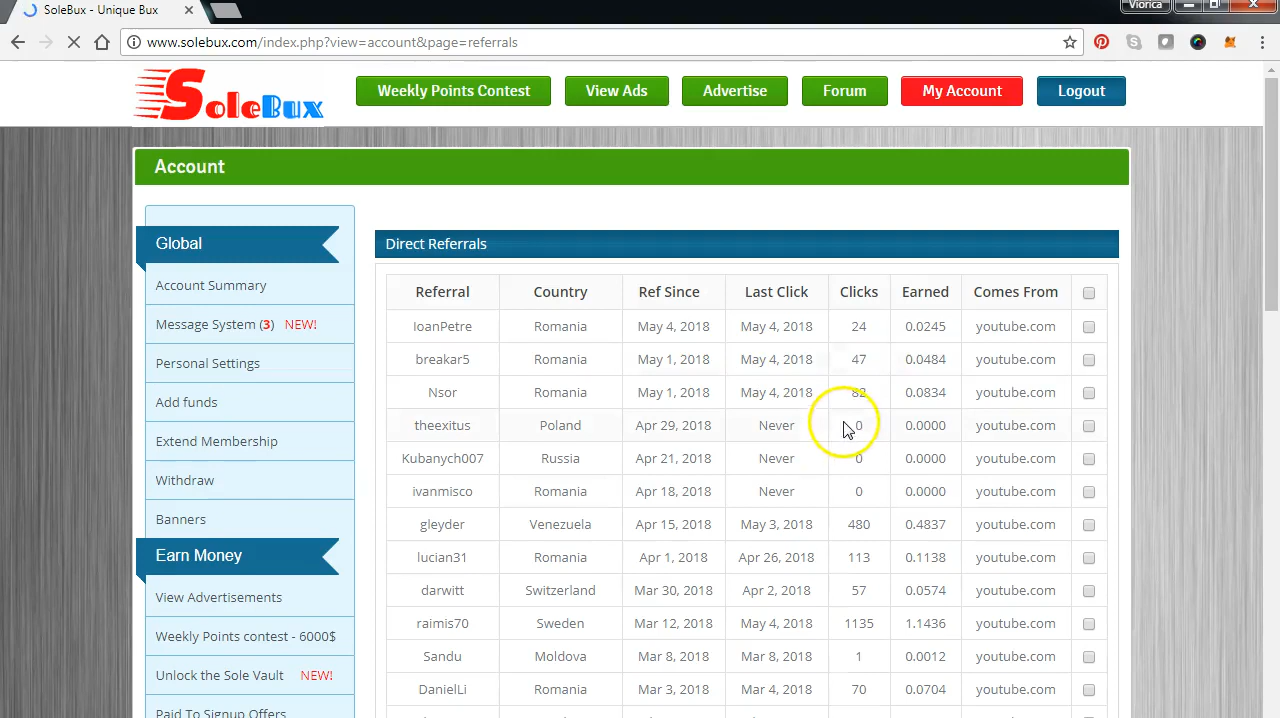 SoleBux - Unique Bux
Viorica
www.solebux.com/index.php?view=account&page=referrals
SoleBux
Weekly Points Contest
View Ads
Advertise
Forum
My Account
Logout
Account
Global
Account Summary
Message System (3) NEW!
Personal Settings
Add funds
Extend Membership
Withdraw
Banners
Earn Money
View Advertisements
Weekly Points contest - 6000$
Unlock the Sole Vault NEW!
Paid To Signup Offers
Direct Referrals
Referral Country Ref Since Last Click Clicks Earned Comes From
IoanPetre Romania May 4, 2018 May 4, 2018 24 0.0245 youtube.com
breakar5 Romania May 1, 2018 May 4, 2018 47 0.0484 youtube.com
Nsor Romania May 1, 2018 May 4, 2018 82 0.0834 youtube.com
theexitus Poland Apr 29, 2018 Never 0 0.0000 youtube.com
Kubanych007 Russia Apr 21, 2018 Never 0 0.0000 youtube.com
ivanmisco Romania Apr 18, 2018 Never 0 0.0000 youtube.com
gleyder Venezuela Apr 15, 2018 May 3, 2018 480 0.4837 youtube.com
lucian31 Romania Apr 1, 2018 Apr 26, 2018 113 0.1138 youtube.com
darwitt Switzerland Mar 30, 2018 Apr 2, 2018 57 0.0574 youtube.com
raimis70 Sweden Mar 12, 2018 May 4, 2018 1135 1.1436 youtube.com
Sandu Moldova Mar 8, 2018 Mar 8, 2018 1 0.0012 youtube.com
DanielLi Romania Mar 3, 2018 Mar 4, 2018 70 0.0704 youtube.com